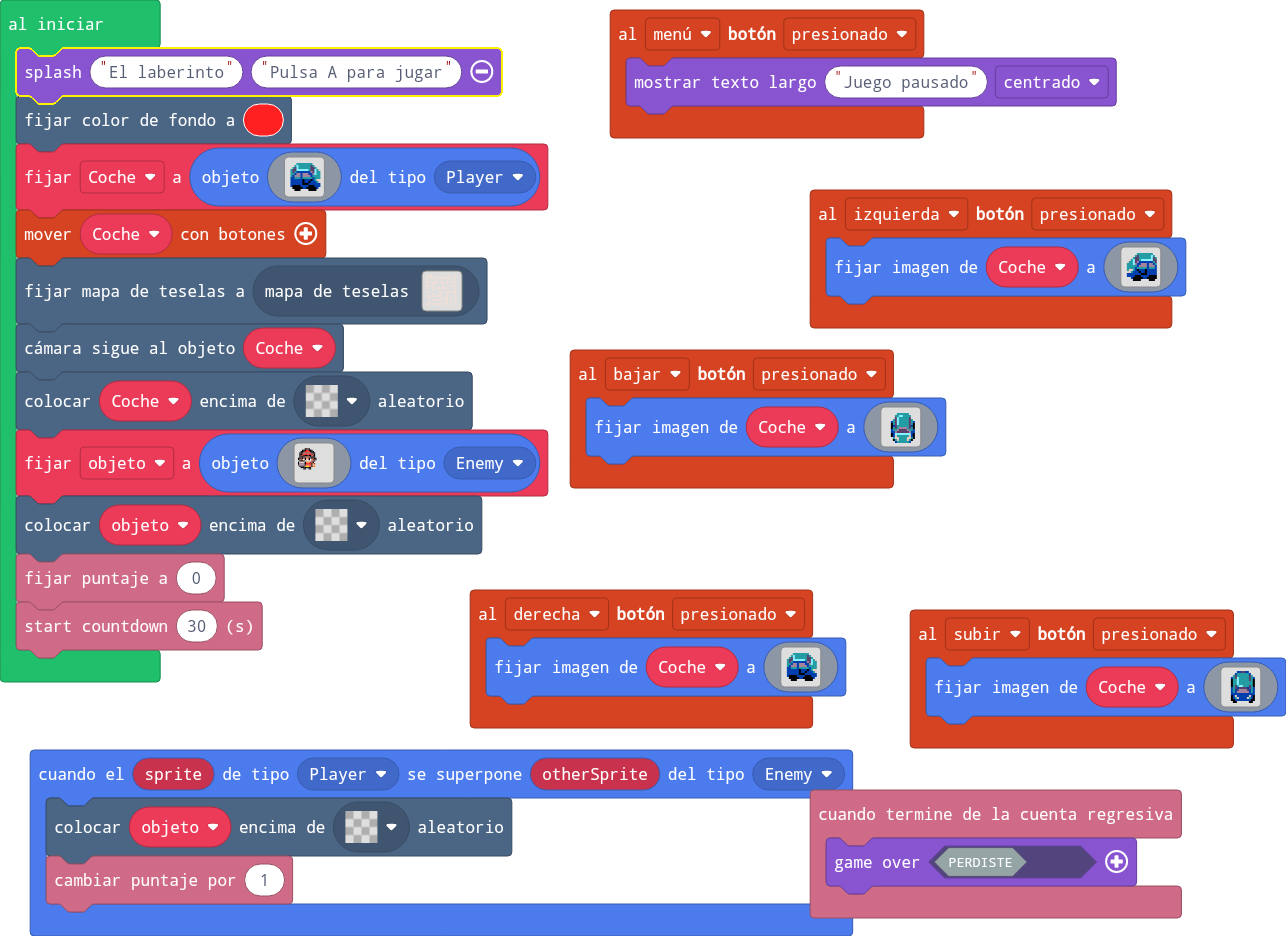 al iniciar
splash "El laberinto" "Pulsa A para jugar"
fijar color de fondo a
fijar Coche a objeto del tipo Player
mover Coche con botones
fijar mapa de teselas a mapa de teselas
cámara sigue al objeto Coche
colocar Coche encima de aleatorio
fijar objeto a objeto del tipo Enemy
colocar objeto encima de aleatorio
fijar puntaje a 0
start countdown 30 (s)
al menú botón presionado
mostrar texto largo "Juego pausado" centrado
al izquierda botón presionado
fijar imagen de Coche a
al bajar botón presionado
fijar imagen de Coche a
al derecha botón presionado
fijar imagen de Coche a
al subir botón presionado
fijar imagen de Coche a
cuando el sprite de tipo Player se superpone otherSprite del tipo Enemy
colocar objeto encima de aleatorio
cambiar puntaje por 1
cuando termine de la cuenta regresiva
game over PERDISTE